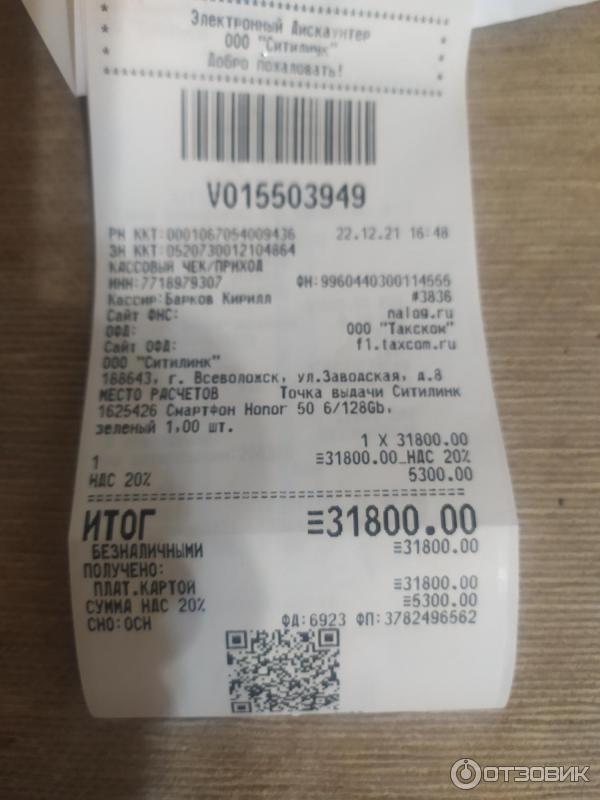 Электронный Дискаунтер
ООО "Ситилинк"
Добро пожаловать!
V015503949
РН ККТ:0001067054009436 22.12.21 16:48
ЗН ККТ:0520730012104864
КАССОВЫЙ ЧЕК/ПРИХОД
ИНН:7718979307 ФН:9960440300114555
Кассир:Барков Кирилл #3836
Сайт ФНС: nalog.ru
ОФД: ООО "Такском"
Сайт ОФД: f1.taxcom.ru
ООО "Ситилинк"
188643, г. Всеволожск, ул.Заводская, д.8
МЕСТО РАСЧЕТОВ Точка выдачи Ситилинк
1625426 Смартфон Honor 50 6/128Gb,
зеленый 1,00 шт.
1 X 31800.00
1 ≡31800.00_НДС 20%
НДС 20% 5300.00
ИТОГ ≡31800.00
БЕЗНАЛИЧНЫМИ ≡31800.00
ПОЛУЧЕНО:
ПЛАТ.КАРТОЙ ≡31800.00
СУММА НДС 20% ≡5300.00
СНО:ОСН ФД:6923 ФП:3782496562
ОТЗОВИК